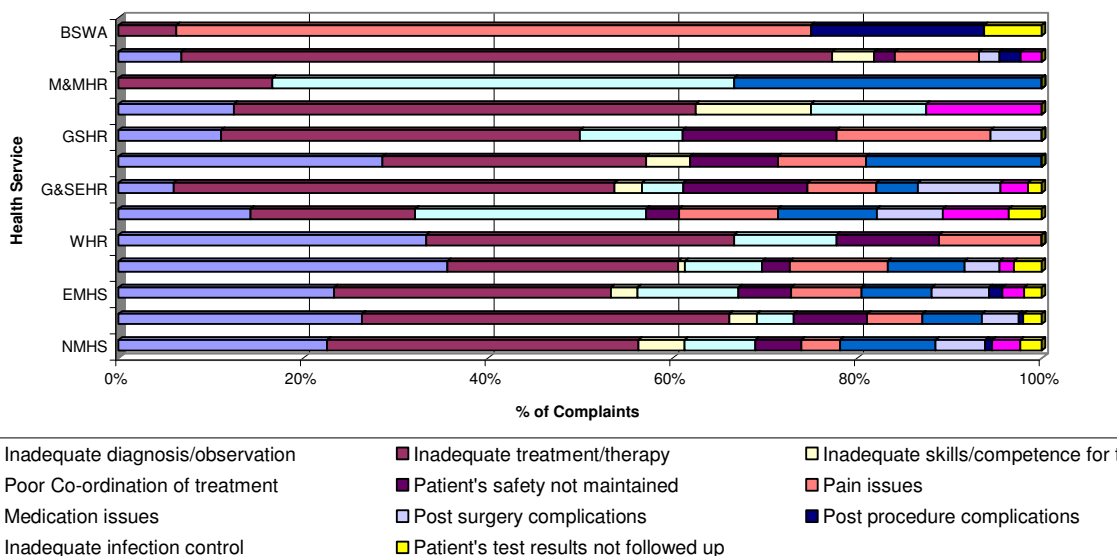 BSWA
M&MHR
GSHR
G&SEHR
WHR
EMHS
NMHS
Health Service
0% 20% 40% 60% 80% 100%
% of Complaints
Inadequate diagnosis/observation Inadequate treatment/therapy Inadequate skills/competence for
Poor Co-ordination of treatment Patient's safety not maintained Pain issues
Medication issues Post surgery complications Post procedure complications
Inadequate infection control Patient's test results not followed up